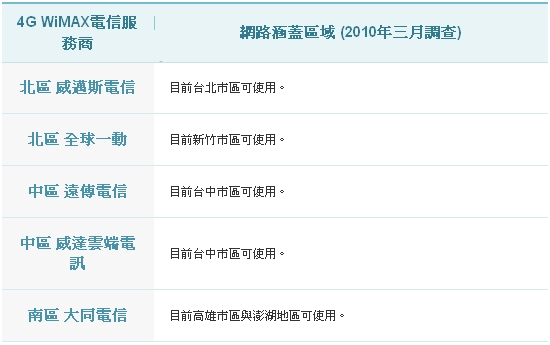 4G WiMAX電信服
務商
網路涵蓋區域 (2010年三月調查)
北區 威邁斯電信
目前台北市區可使用。
北區 全球一動
目前新竹市區可使用。
中區 遠傳電信
目前台中市區可使用。
中區 威達雲端電
訊
目前台中市區可使用。
南區 大同電信
目前高雄市區與澎湖地區可使用。